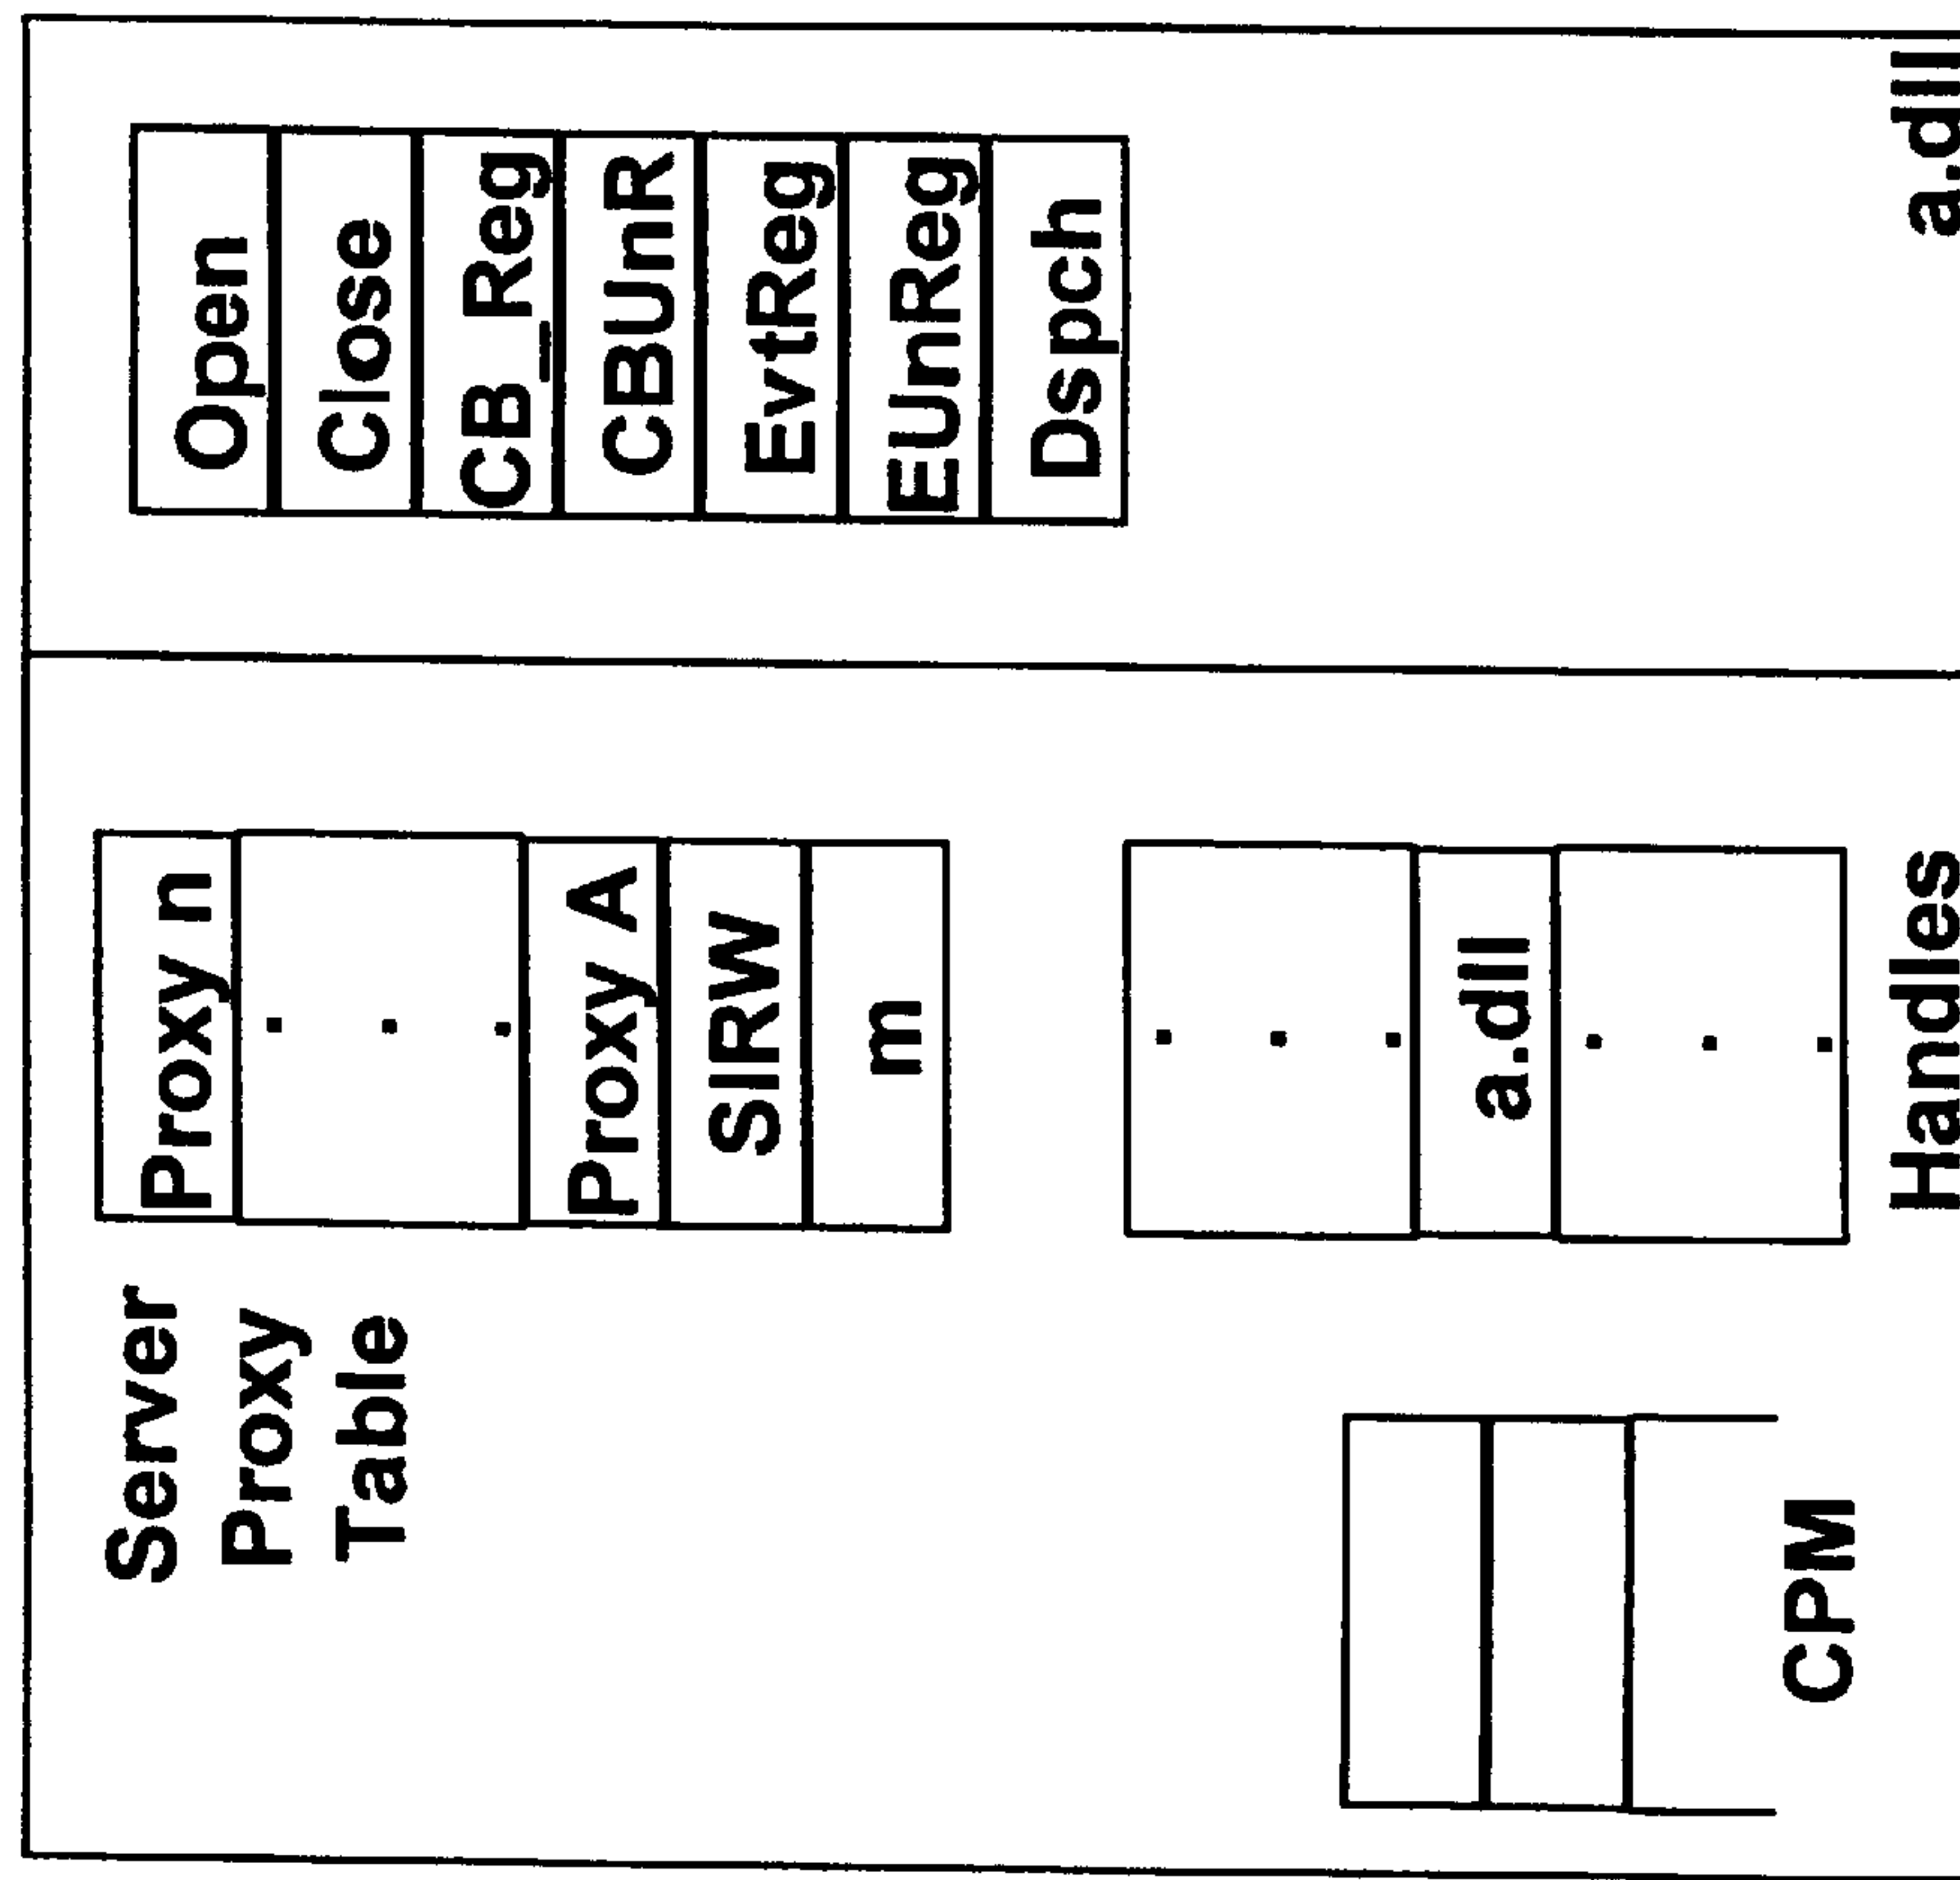 Server
Proxy
Table
Proxy n
.
.
.
Proxy A
SIRW
m
.
.
.
a.dll
.
.
.
CPM
Handles
Open
Close
CB_Reg
CBUnR
EvtReg
EUnReg
Dspch
a.dll